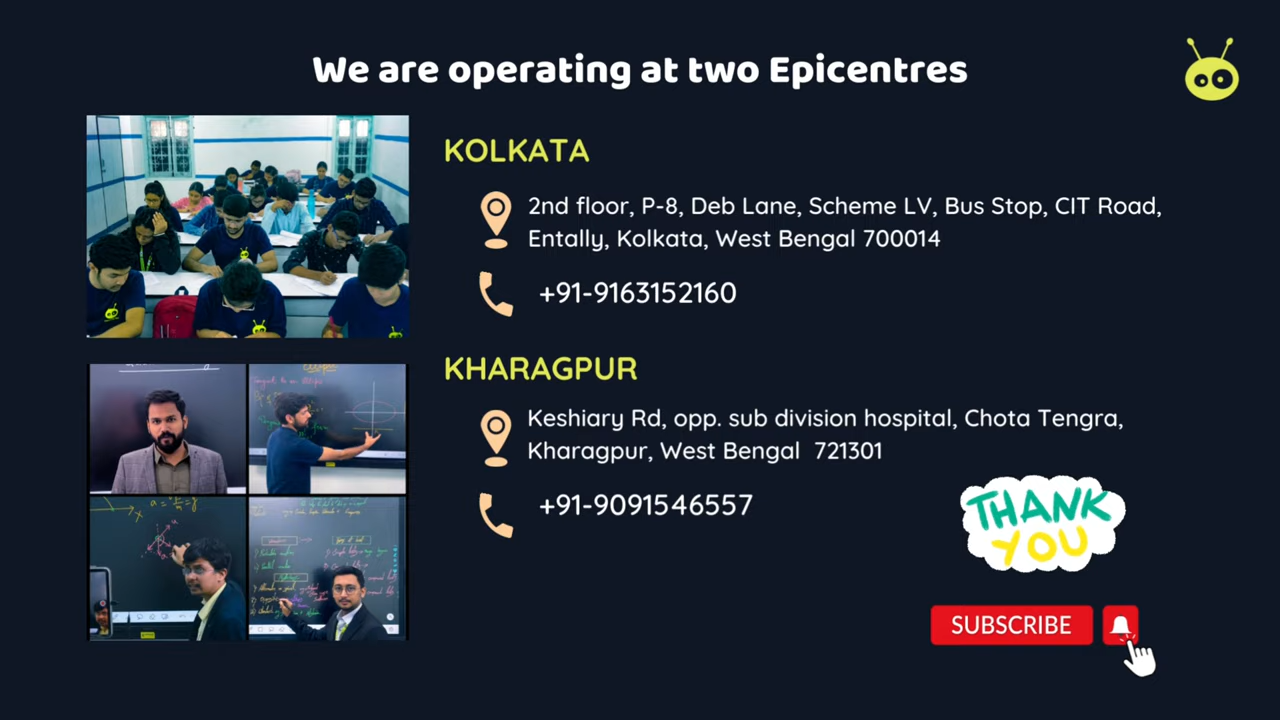 We are operating at two Epicentres
KOLKATA
2nd floor, P-8, Deb Lane, Scheme LV, Bus Stop, CIT Road,
Entally, Kolkata, West Bengal 700014
+91-9163152160
KHARAGPUR
Keshiary Rd, opp. sub division hospital, Chota Tengra,
Kharagpur, West Bengal 721301
+91-9091546557
THANK
YOU
SUBSCRIBE